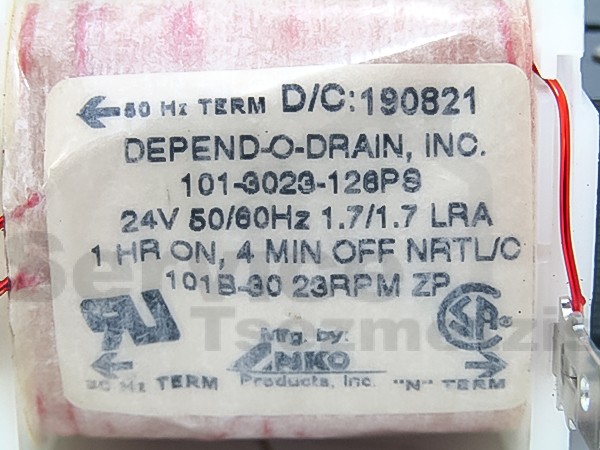 50 Hz TERM D/C:190821
DEPEND-O-DRAIN, INC.
101-3023-126PS
24V 50/60Hz 1.7/1.7 LRA
1 HR ON, 4 MIN OFF NRTL/C
101B-30 23RPM ZP
Mfg. by:
Hz TERM Products, Inc. "N" TERM
Service